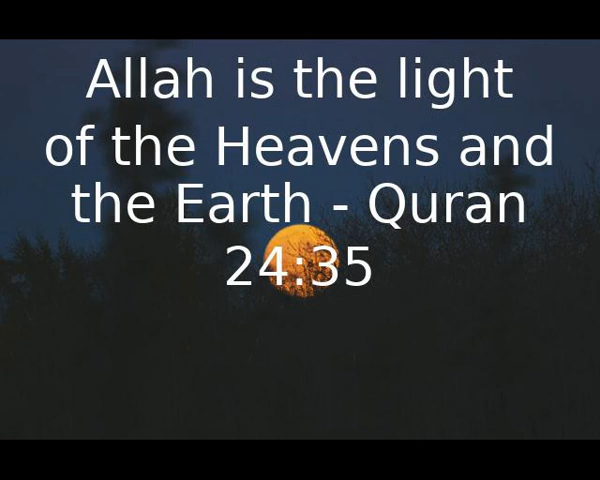 Allah is the light
of the Heavens and
the Earth - Quran
24:35